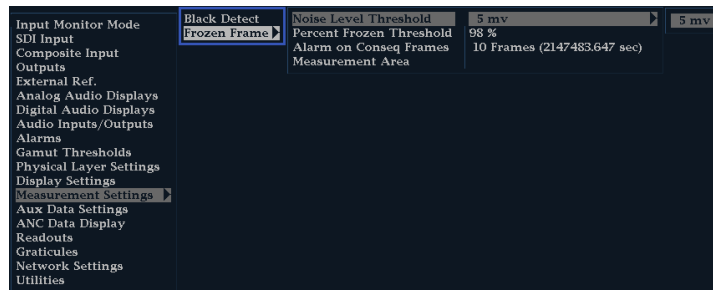 Input Monitor Mode
SDI Input
Composite Input
Outputs
External Ref.
Analog Audio Displays
Digital Audio Displays
Audio Inputs/Outputs
Alarms
Gamut Thresholds
Physical Layer Settings
Display Settings
Measurement Settings
Aux Data Settings
ANC Data Display
Readouts
Graticules
Network Settings
Utilities
Black Detect
Frozen Frame
Noise Level Threshold 5 mv
Percent Frozen Threshold 98 %
Alarm on Conseq Frames 10 Frames (2147483.647 sec)
Measurement Area
5 mv